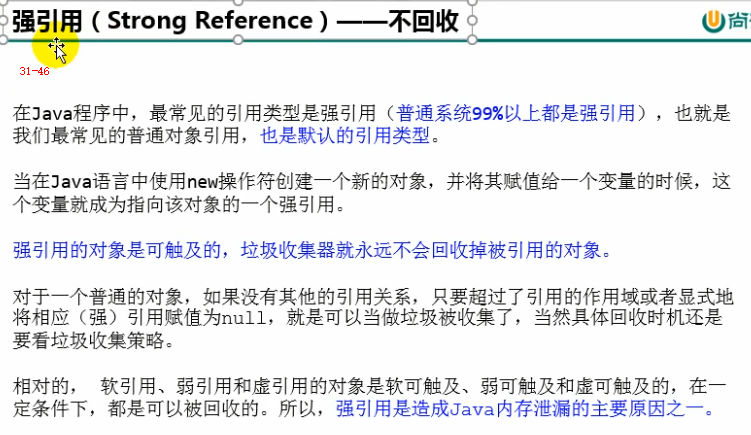 强引用（Strong Reference）——不回收
尚
31-46
在Java程序中，最常见的引用类型是强引用（普通系统99%以上都是强引用），也就是
我们最常见的普通对象引用，也是默认的引用类型。
当在Java语言中使用new操作符创建一个新的对象，并将其赋值给一个变量的时候，这
个变量就成为指向该对象的一个强引用。
强引用的对象是可触及的，垃圾收集器就永远不会回收掉被引用的对象。
对于一个普通的对象，如果没有其他的引用关系，只要超过了引用的作用域或者显式地
将相应（强）引用赋值为null，就是可以当做垃圾被收集了，当然具体回收时机还是
要看垃圾收集策略。
相对的， 软引用、弱引用和虚引用的对象是软可触及、弱可触及和虚可触及的，在一
定条件下，都是可以被回收的。所以，强引用是造成Java内存泄漏的主要原因之一。